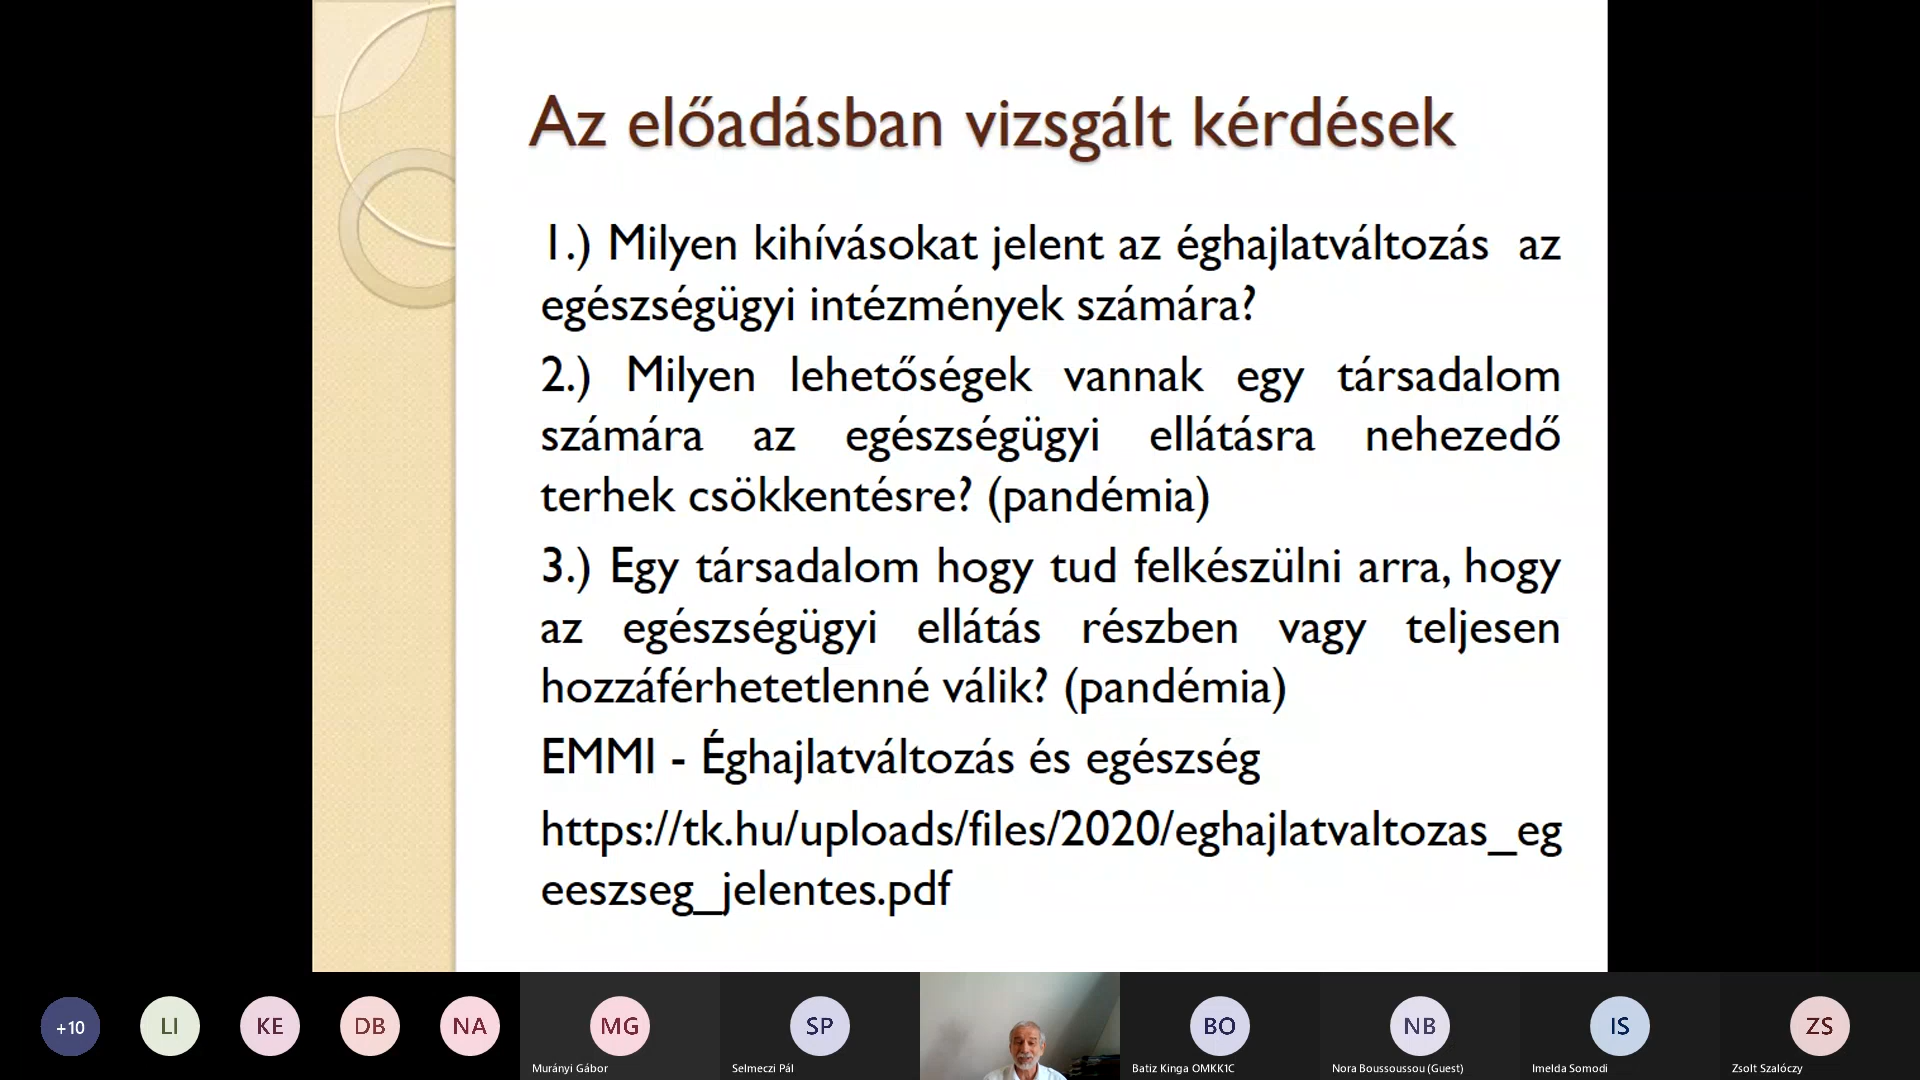 Az előadásban vizsgált kérdések
1.) Milyen kihívásokat jelent az éghajlatváltozás az
egészségügyi intézmények számára?
2.) Milyen lehetőségek vannak egy társadalom
számára az egészségügyi ellátásra nehezedő
terhek csökkentésre? (pandémia)
3.) Egy társadalom hogy tud felkészülni arra, hogy
az egészségügyi ellátás részben vagy teljesen
hozzáférhetetlenné válik? (pandémia)
EMMI - Éghajlatváltozás és egészség
https://tk.hu/uploads/files/2020/eghajlatvaltozas_eg
eeszseg_jelentes.pdf
+10 LI KE DB NA MG SP BO NB IS ZS
Murányi Gábor Selmeczi Pál Batiz Kinga OMKK1C Nora Boussoussou (Guest) Imelda Somodi Zsolt Szalóczy